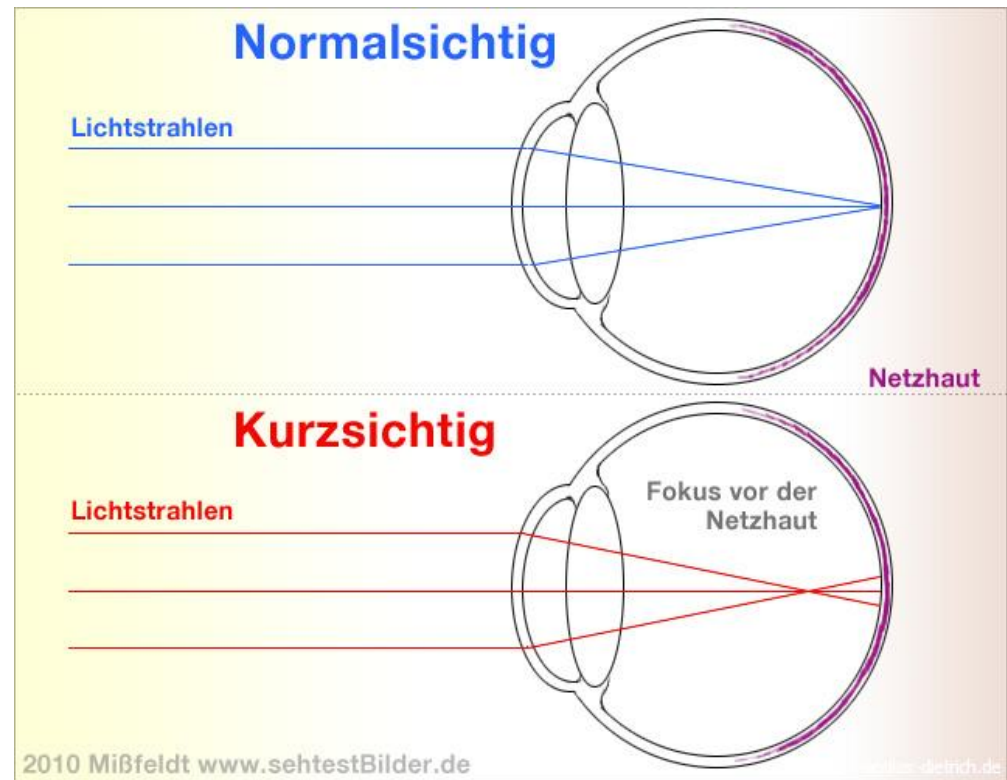 Normalsichtig
Lichtstrahlen
Netzhaut
Kurzsichtig
Lichtstrahlen
Fokus vor der
Netzhaut
2010 Mißfeldt www.sehtestBilder.de